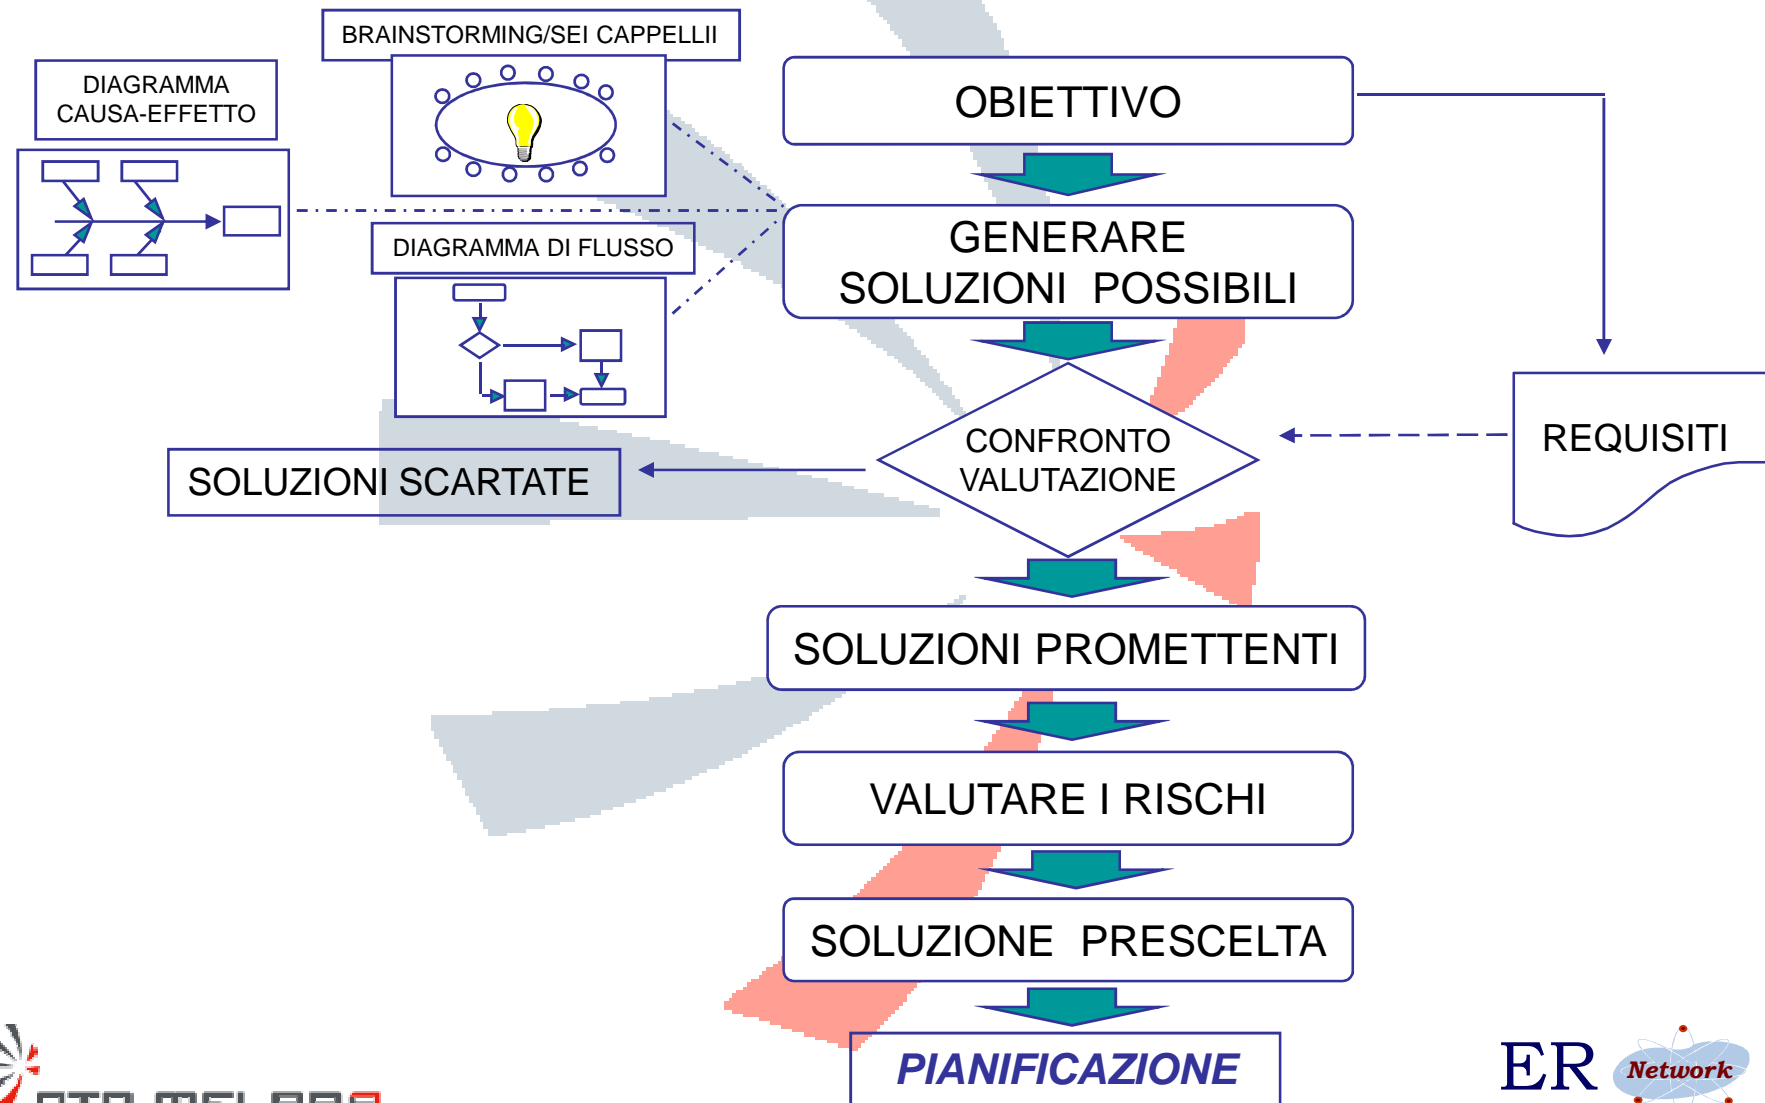 BRAINSTORMING/SEI CAPPELLII
DIAGRAMMA
CAUSA-EFFETTO
OBIETTIVO
GENERARE
SOLUZIONI POSSIBILI
DIAGRAMMA DI FLUSSO
CONFRONTO
VALUTAZIONE
REQUISITI
SOLUZIONI SCARTATE
SOLUZIONI PROMETTENTI
VALUTARE I RISCHI
SOLUZIONE PRESCELTA
PIANIFICAZIONE
ER Network